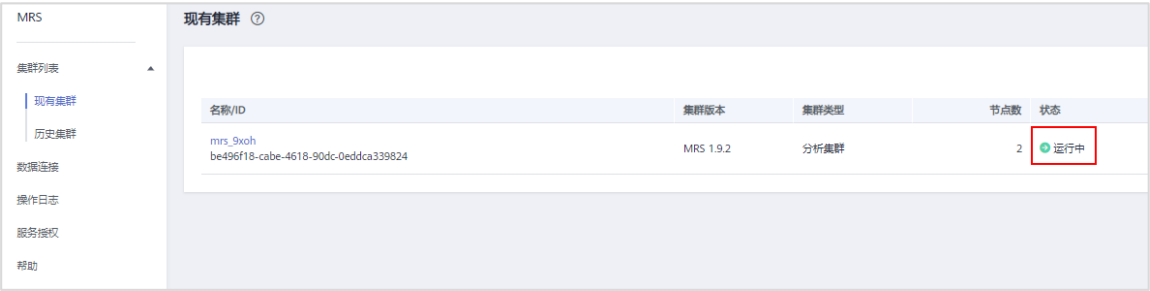 MRS
现有集群 ?
集群列表
现有集群
历史集群
数据连接
操作日志
服务授权
帮助
名称/ID 集群版本 集群类型 节点数 状态
mrs_9xoh
be496f18-cabe-4618-90dc-0eddca339824 MRS 1.9.2 分析集群 2 运行中